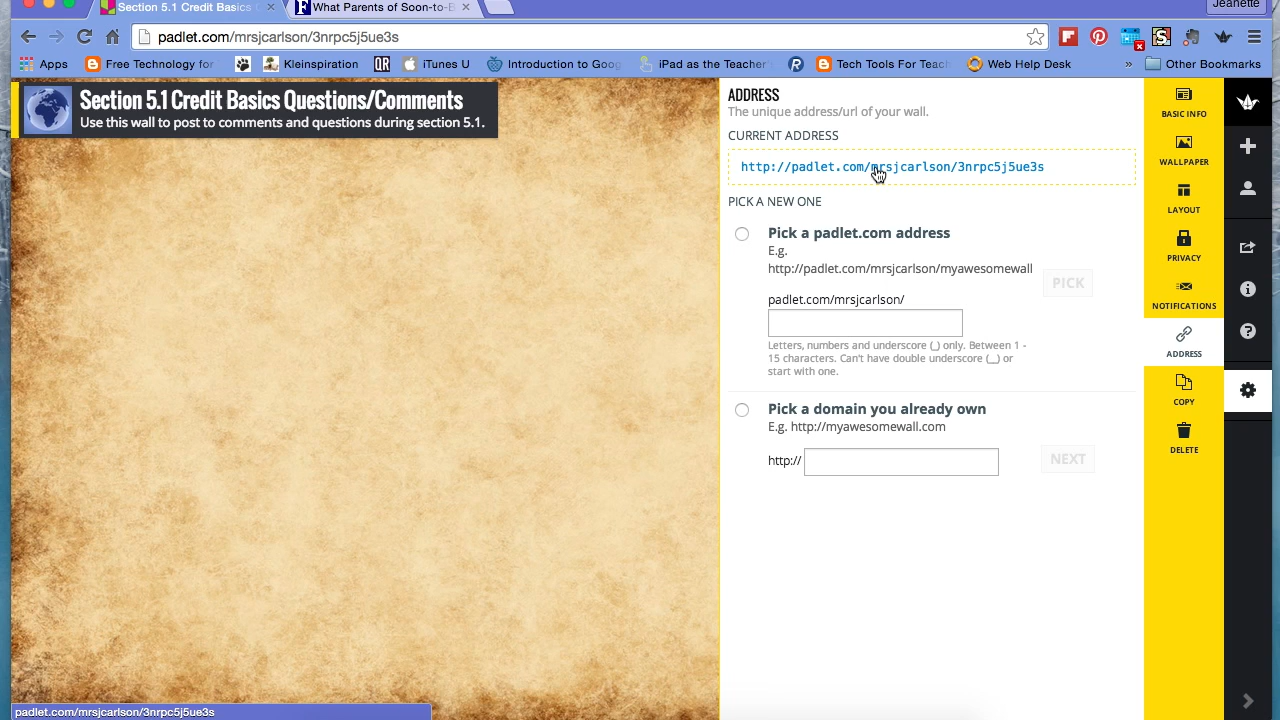 Section 5.1 Credit Basics
What Parents of Soon-to-B
Jeanette
padlet.com/mrsjcarlson/3nrpc5j5ue3s
Apps
Free Technology for
Kleinspiration
QR
iTunes U
Introduction to Goog
iPad as the Teacher
Tech Tools For Teach
Web Help Desk
»
Other Bookmarks
Section 5.1 Credit Basics Questions/Comments
Use this wall to post to comments and questions during section 5.1.
ADDRESS
The unique address/url of your wall.
CURRENT ADDRESS
http://padlet.com/mrsjcarlson/3nrpc5j5ue3s
PICK A NEW ONE
Pick a padlet.com address
E.g.
http://padlet.com/mrsjcarlson/myawesomewall
PICK
padlet.com/mrsjcarlson/
Letters, numbers and underscore (_) only. Between 1 -
15 characters. Can't have double underscore (__) or
start with one.
Pick a domain you already own
E.g. http://myawesomewall.com
http://
NEXT
BASIC INFO
WALLPAPER
LAYOUT
PRIVACY
NOTIFICATIONS
ADDRESS
COPY
DELETE
padlet.com/mrsjcarlson/3nrpc5j5ue3s